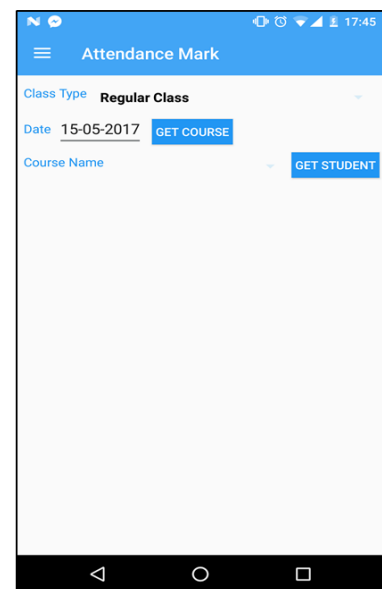 17:45
Attendance Mark
Class Type Regular Class
Date 15-05-2017 GET COURSE
Course Name GET STUDENT